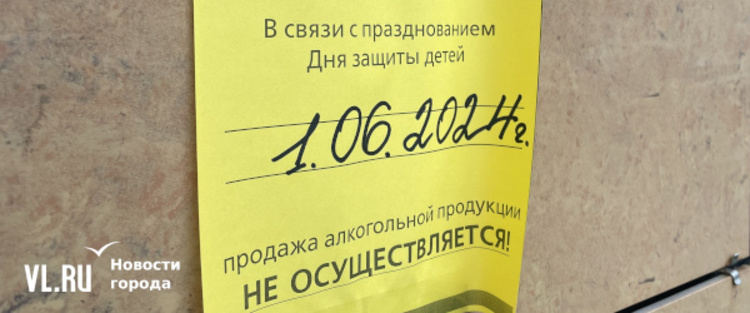 В связи с празднованием
Дня защиты детей
1.06.2024г.
продажа алкогольной продукции
НЕ ОСУЩЕСТВЛЯЕТСЯ!
VL.RU Новости
города